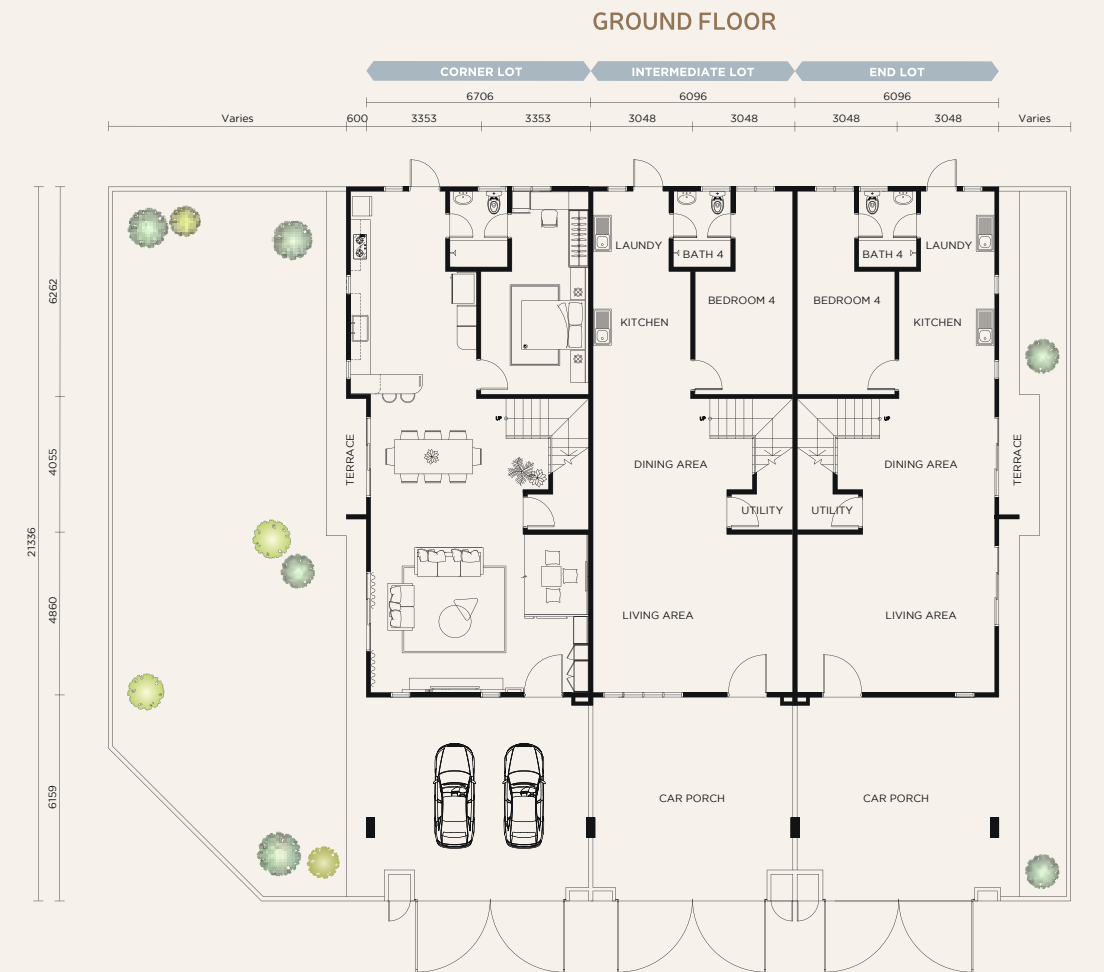 GROUND FLOOR
CORNER LOT
INTERMEDIATE LOT
END LOT
6706
6096
6096
Varies
600
3353
3353
3048
3048
3048
3048
Varies
LAUNDY
BATH 4
BATH 4
LAUNDY
6262
BEDROOM 4
BEDROOM 4
KITCHEN
KITCHEN
UP
UP
UP
4055
TERRACE
DINING AREA
DINING AREA
TERRACE
UTILITY
UTILITY
21336
4860
LIVING AREA
LIVING AREA
6159
CAR PORCH
CAR PORCH